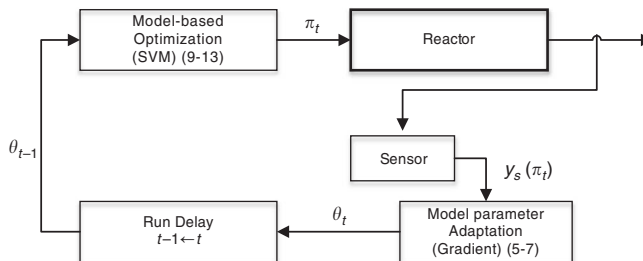 Model-based
Optimization
(SVM) (9-13)
π_t
Reactor
θ_{t–1}
Sensor
y_s (π_t)
Run Delay
t–1←t
θ_t
Model parameter
Adaptation
(Gradient) (5-7)